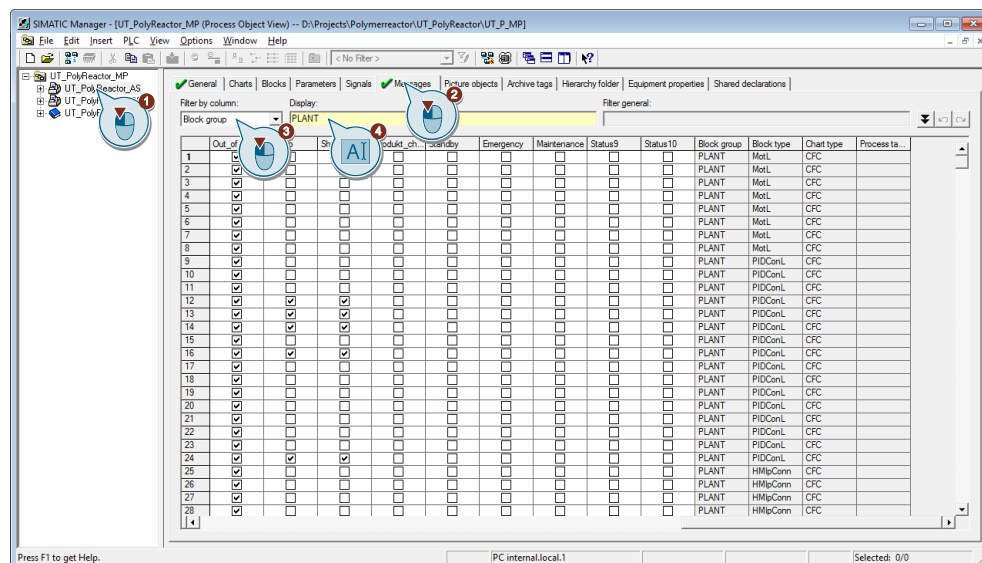 SIMATIC Manager - [UT_PolyReactor_MP (Process Object View) -- D:\Projects\Polymerreactor\UT_PolyReactor\UT_P_MP]
File Edit Insert PLC View Options Window Help
< No Filter >
UT_PolyReactor_MP
UT_PolyReactor_AS
UT_Poly
UT_Poly
1
General Charts Blocks Parameters Signals Messages Picture objects Archive tags Hierarchy folder Equipment properties Shared declarations
2
Filter by column: Display: Filter general:
Block group PLANT
3
4
A
Out_of Produkt_ch... Standby Emergency Maintenance Status9 Status10 Block group Block type Chart type Process ta...
1 PLANT MotL CFC
2 PLANT MotL CFC
3 PLANT MotL CFC
4 PLANT MotL CFC
5 PLANT MotL CFC
6 PLANT MotL CFC
7 PLANT MotL CFC
8 PLANT MotL CFC
9 PLANT PIDConL CFC
10 PLANT PIDConL CFC
11 PLANT PIDConL CFC
12 PLANT PIDConL CFC
13 PLANT PIDConL CFC
14 PLANT PIDConL CFC
15 PLANT PIDConL CFC
16 PLANT PIDConL CFC
17 PLANT PIDConL CFC
18 PLANT PIDConL CFC
19 PLANT PIDConL CFC
20 PLANT PIDConL CFC
21 PLANT PIDConL CFC
22 PLANT PIDConL CFC
23 PLANT PIDConL CFC
24 PLANT PIDConL CFC
25 PLANT HMIpConn CFC
26 PLANT HMIpConn CFC
27 PLANT HMIpConn CFC
28 PLANT HMIpConn CFC
Press F1 to get Help. PC internal.local.1 Selected: 0/0